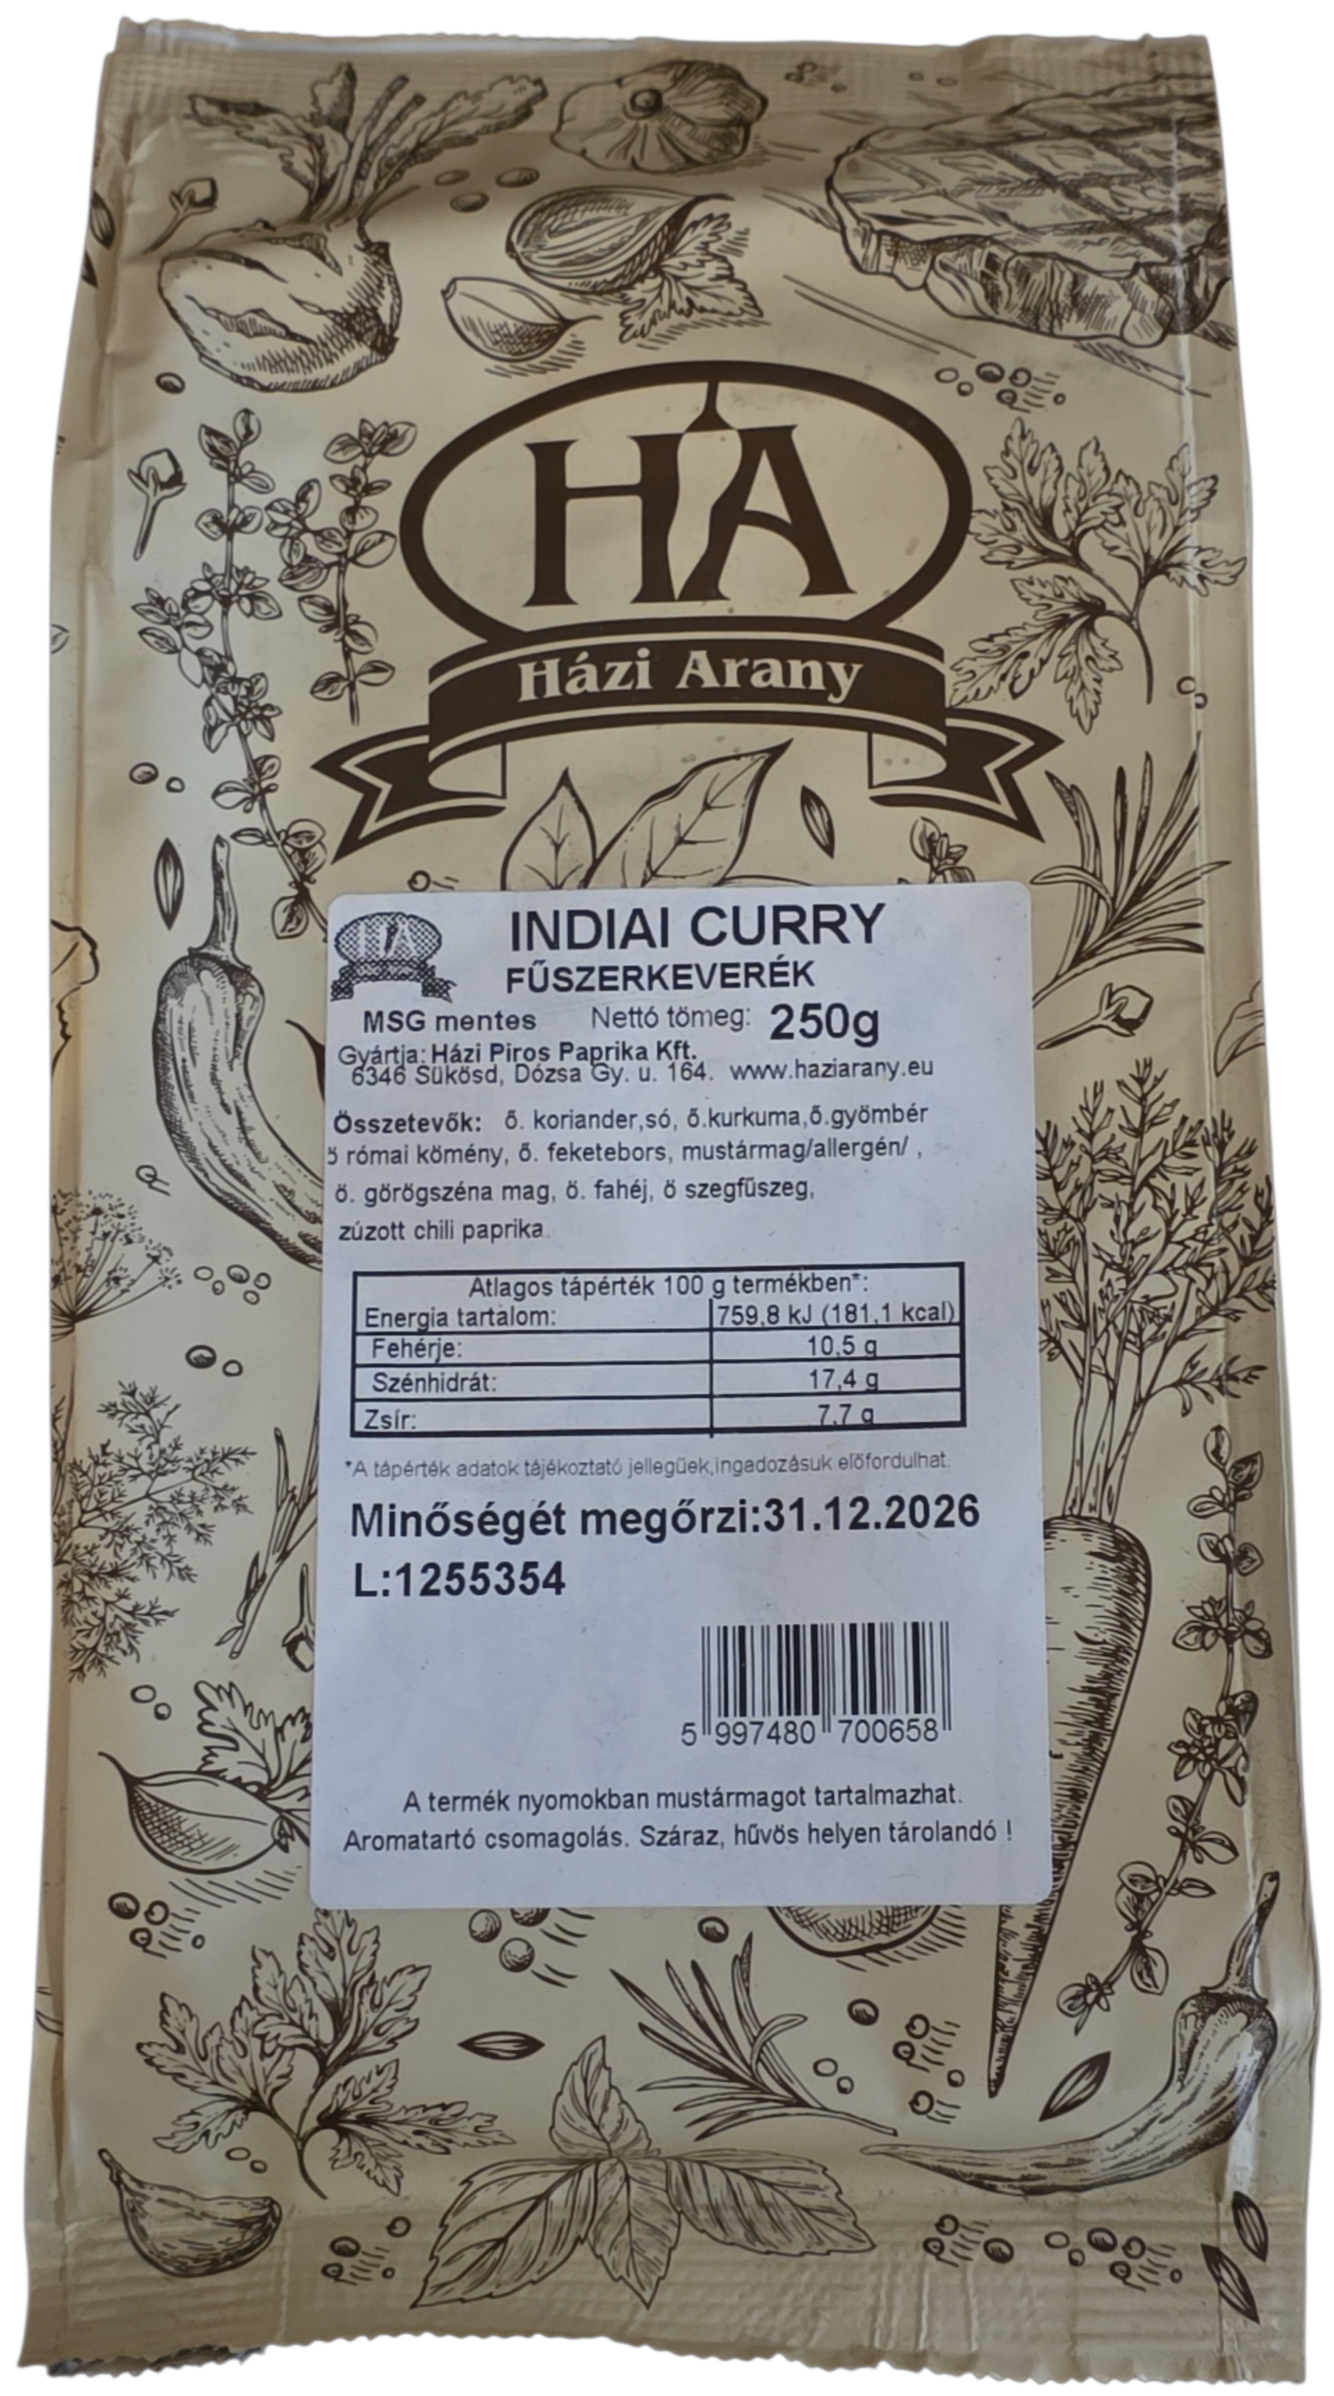 HA
Házi Arany
HA
INDIAI CURRY
FŰSZERKEVERÉK
MSG mentes Nettó tömeg: 250g
Gyártja: Házi Piros Paprika Kft.
6346 Sükösd, Dózsa Gy. u. 164. www.haziarany.eu
Összetevők: ő. koriander,só, ő.kurkuma,ő.gyömbér
ő római kömény, ő. feketebors, mustármag/allergén/ ,
ő. görögszéna mag, ő. fahéj, ő szegfűszeg,
zúzott chili paprika.
Atlagos tápérték 100 g termékben*:
Energia tartalom: 759,8 kJ (181,1 kcal)
Fehérje: 10,5 g
Szénhidrát: 17,4 g
Zsír: 7,7 g
*A tápérték adatok tájékoztató jellegűek,ingadozásuk előfordulhat.
Minőségét megőrzi:31.12.2026
L:1255354
5 997480 700658
A termék nyomokban mustármagot tartalmazhat.
Aromatartó csomagolás. Száraz, hűvös helyen tárolandó !